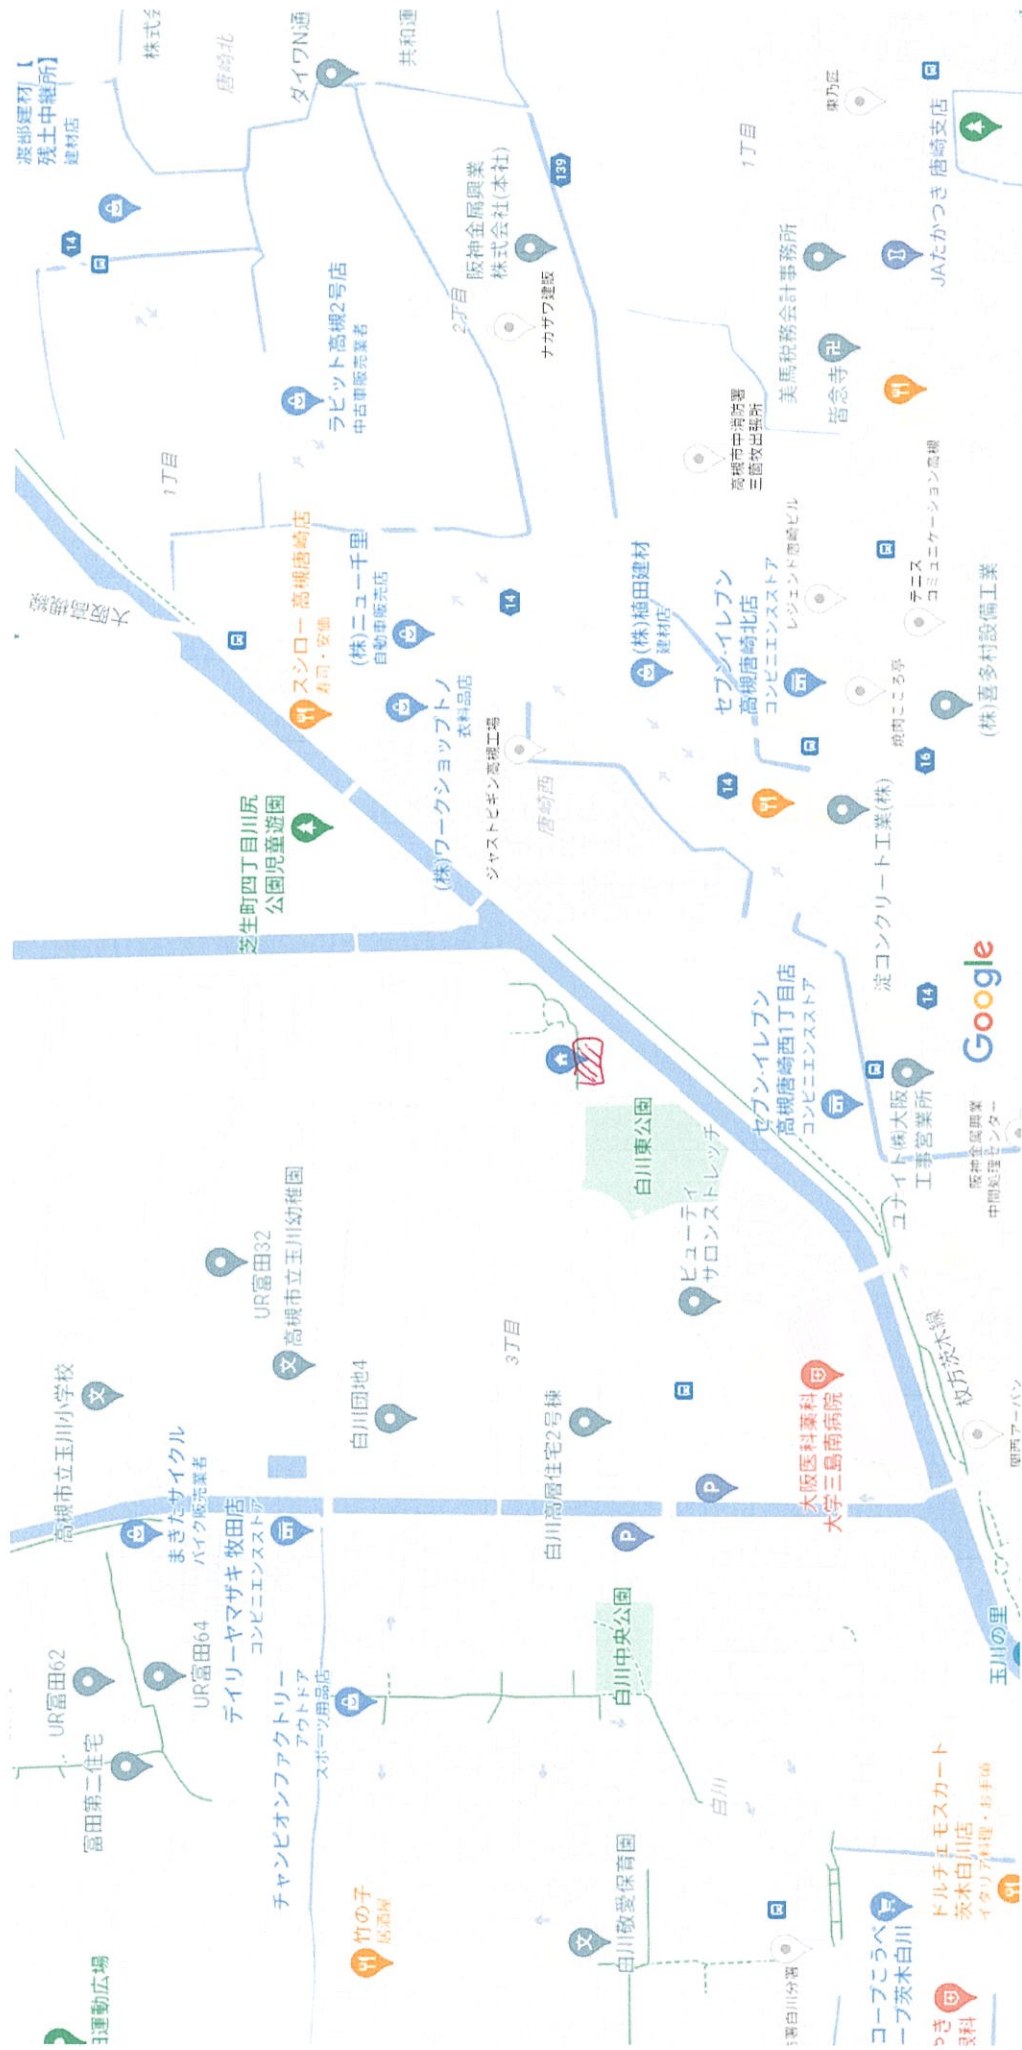 運動広場
竹の子
居酒屋
白川敬愛保育園
コープこうべ
茨木白川
ドルチェモスカート
茨木白川店
富田第二住宅
UR富田62
UR富田64
チャンピオンファクトリー
アウトドア
スポーツ用品店
デイリーヤマザキ 牧田店
コンビニエンスストア
まきたサイクル
バイク販売業者
高槻市立玉川小学校
白川中央公園
白川
玉川の里
P
P
白川高層住宅2号棟
白川団地4
UR富田32
高槻市立玉川幼稚園
3丁目
大阪医科薬科
大学三島南病院
ビューティ
サロンストレッチ
白川東公園
枚方茨木線
関西アーバン
ユナイト(株)大阪
工事営業所
阪神金属興業
中間処理センター
セブン-イレブン
高槻唐崎西1丁目店
コンビニエンスストア
Google
14
淀コンクリート工業(株)
16
14
芝生町四丁目川尻
公園児童遊園
(株)ワークショップトノ
衣料品店
ジャストビギン高槻工場
唐崎西
スシロー 高槻唐崎店
寿司・安価
(株)ニュー千里
自動車販売店
14
(株)植田建材
建材店
セブン-イレブン
高槻唐崎北店
コンビニエンスストア
レジェンド唐崎ビル
焼肉こころ亭
(株)喜多村設備工業
テニス
コミュニケーション高槻
大阪
高槻線
1丁目
ラビット高槻2号店
中古車販売業者
2丁目
ナカザワ建販
阪神金属興業
株式会社(本社)
139
高槻市中消防署
三箇牧出張所
美馬税務会計事務所
皆念寺
1丁目
JAたかつき 唐崎支店
東乃匠
14
渡部建材【
残土中継所】
建材店
株式会
唐崎北
ダイワN通
共和運